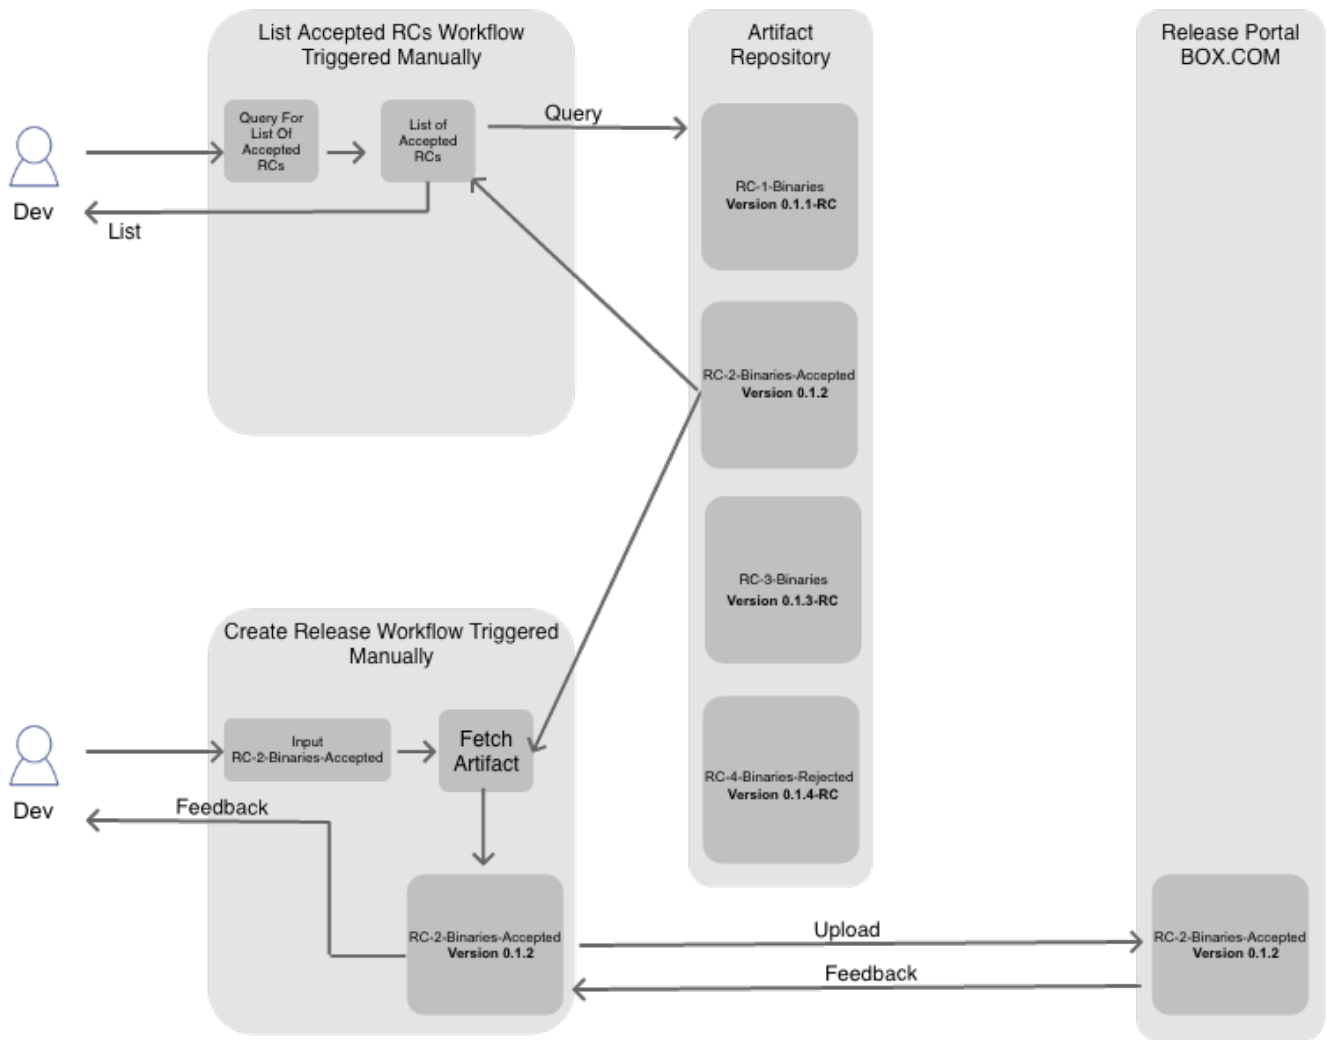 List Accepted RCs Workflow
Triggered Manually
Query For
List Of
Accepted
RCs
List of
Accepted
RCs
Query
Dev
List
Artifact
Repository
RC-1-Binaries
Version 0.1.1-RC
RC-2-Binaries-Accepted
Version 0.1.2
RC-3-Binaries
Version 0.1.3-RC
RC-4-Binaries-Rejected
Version 0.1.4-RC
Release Portal
BOX.COM
Create Release Workflow Triggered
Manually
Input
RC-2-Binaries-Accepted
Fetch
Artifact
Dev
Feedback
RC-2-Binaries-Accepted
Version 0.1.2
Upload
Feedback
RC-2-Binaries-Accepted
Version 0.1.2